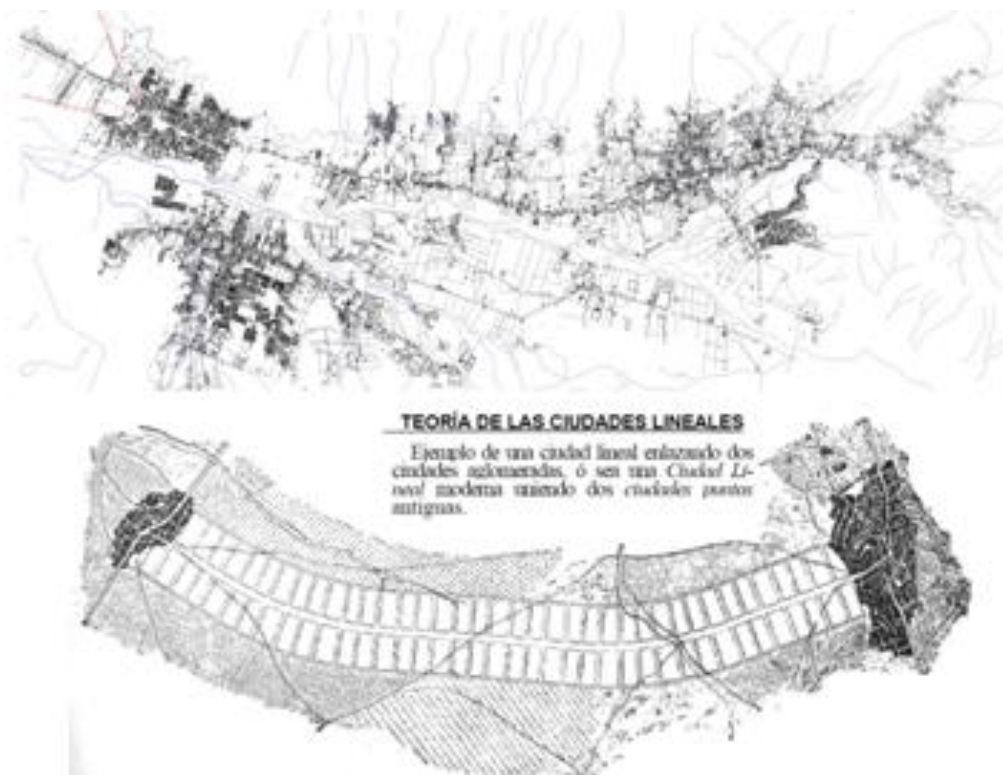 TEORÍA DE LAS CIUDADES LINEALES
Ejemplo de una ciudad lineal enlazando dos
ciudades aglomeradas, ó sea una Ciudad Li-
neal moderna uniendo dos ciudades puntos
antiguas.